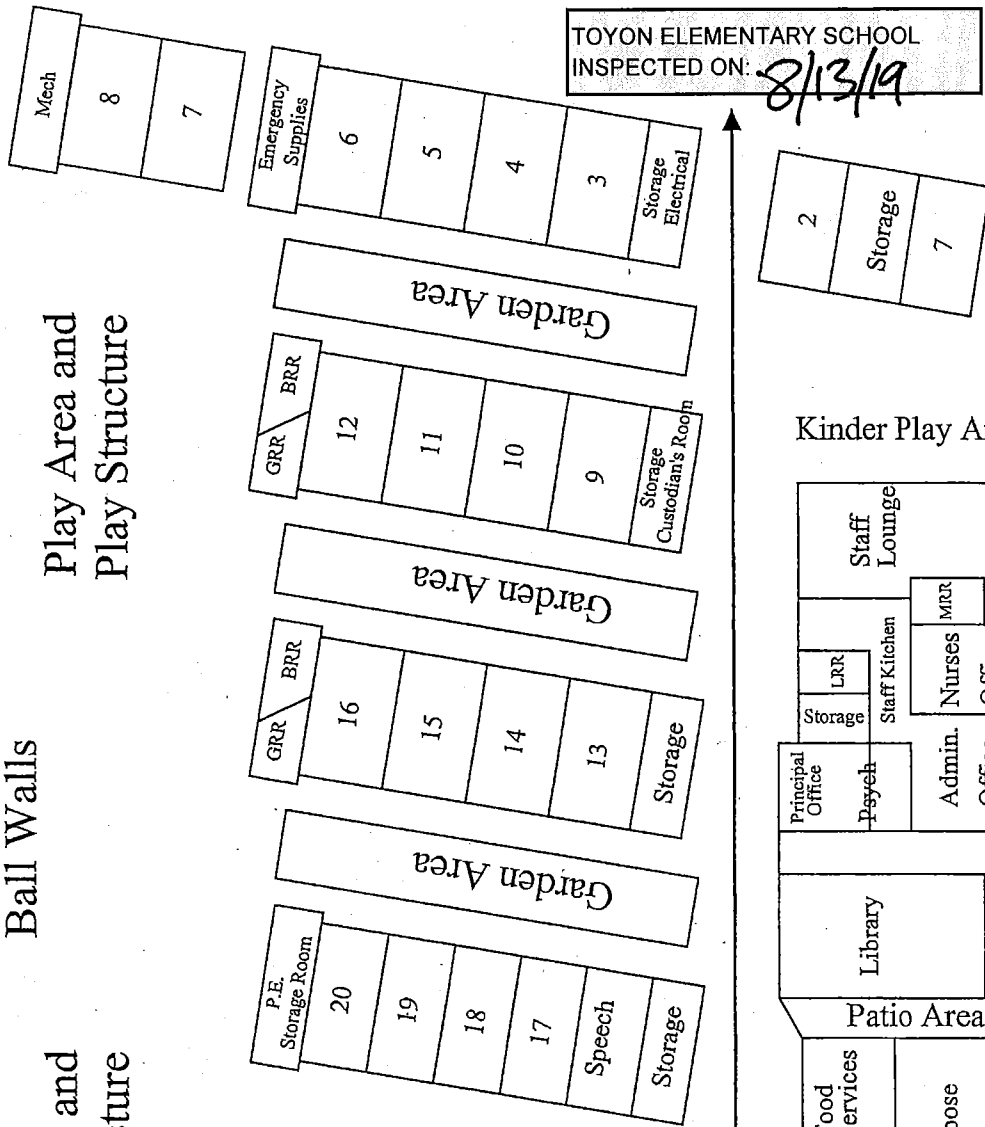 TOYON ELEMENTARY SCHOOL
INSPECTED ON: 8/13/19
Mech
8
7
Emergency
Supplies
6
5
4
3
Storage
Electrical
2
Storage
7
Garden Area
Play Area and
Play Structure
GRR
BRR
12
11
10
9
Storage
Custodian's Room
Kinder Play
Garden Area
Staff
Lounge
MRR
LRR
Staff Kitchen
Nurses
Storage
Principal
Office
Psych
Admin.
GRR
BRR
16
15
14
13
Storage
Ball Walls
Garden Area
Library
Patio Area
P.E.
Storage Room
20
19
18
17
Speech
Storage
and